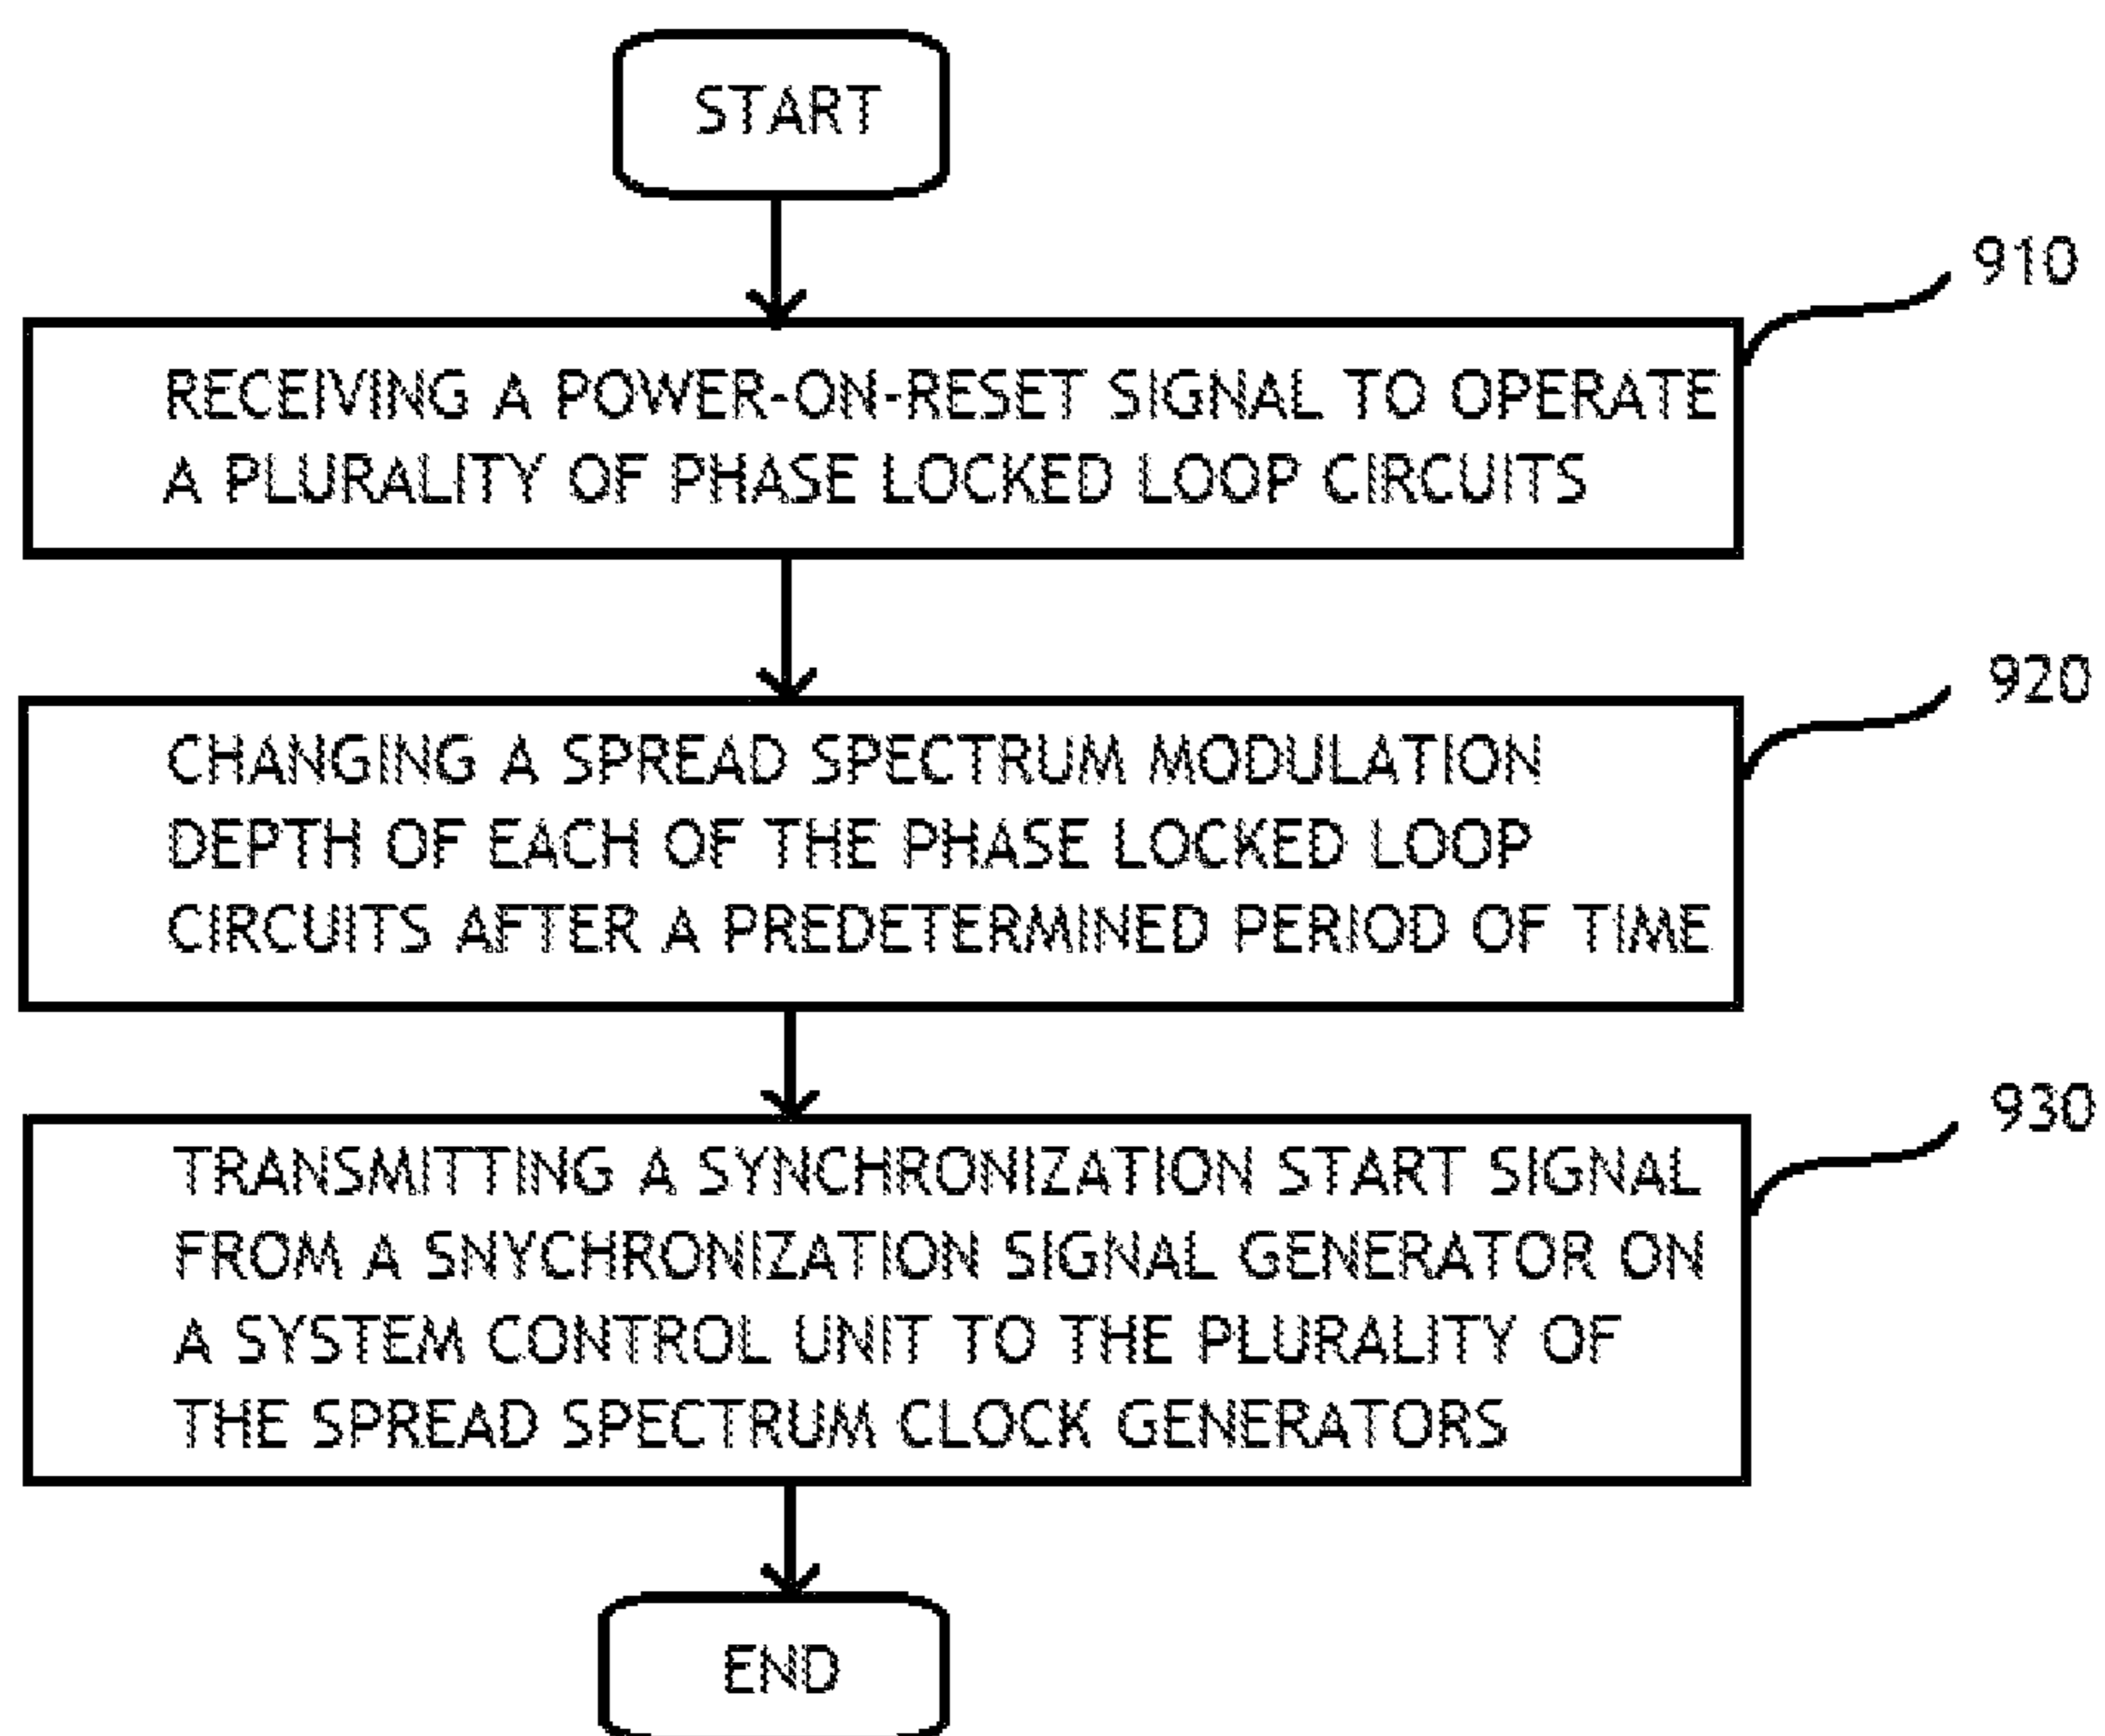 START
910
RECEIVING A POWER-ON-RESET SIGNAL TO OPERATE
A PLURALITY OF PHASE LOCKED LOOP CIRCUITS
920
CHANGING A SPREAD SPECTRUM MODULATION
DEPTH OF EACH OF THE PHASE LOCKED LOOP
CIRCUITS AFTER A PREDETERMINED PERIOD OF TIME
930
TRANSMITTING A SYNCHRONIZATION START SIGNAL
FROM A SNYCHRONIZATION SIGNAL GENERATOR ON
A SYSTEM CONTROL UNIT TO THE PLURALITY OF
THE SPREAD SPECTRUM CLOCK GENERATORS
END